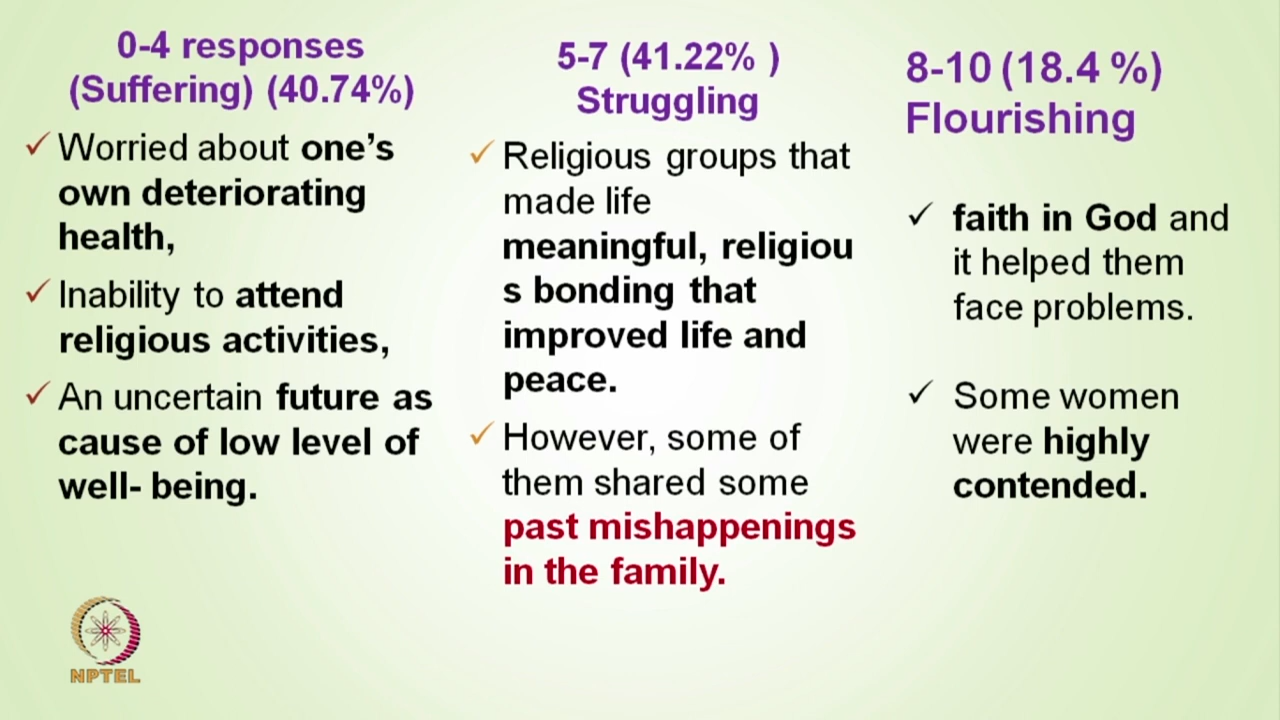 0-4 responses
(Suffering) (40.74%)
✓ Worried about one's
own deteriorating
health,
✓ Inability to attend
religious activities,
✓ An uncertain future as
cause of low level of
well- being.
5-7 (41.22% )
Struggling
✓ Religious groups that
made life
meaningful, religiou
s bonding that
improved life and
peace.
✓ However, some of
them shared some
past mishappenings
in the family.
8-10 (18.4 %)
Flourishing
✓ faith in God and
it helped them
face problems.
✓ Some women
were highly
contended.
NPTEL